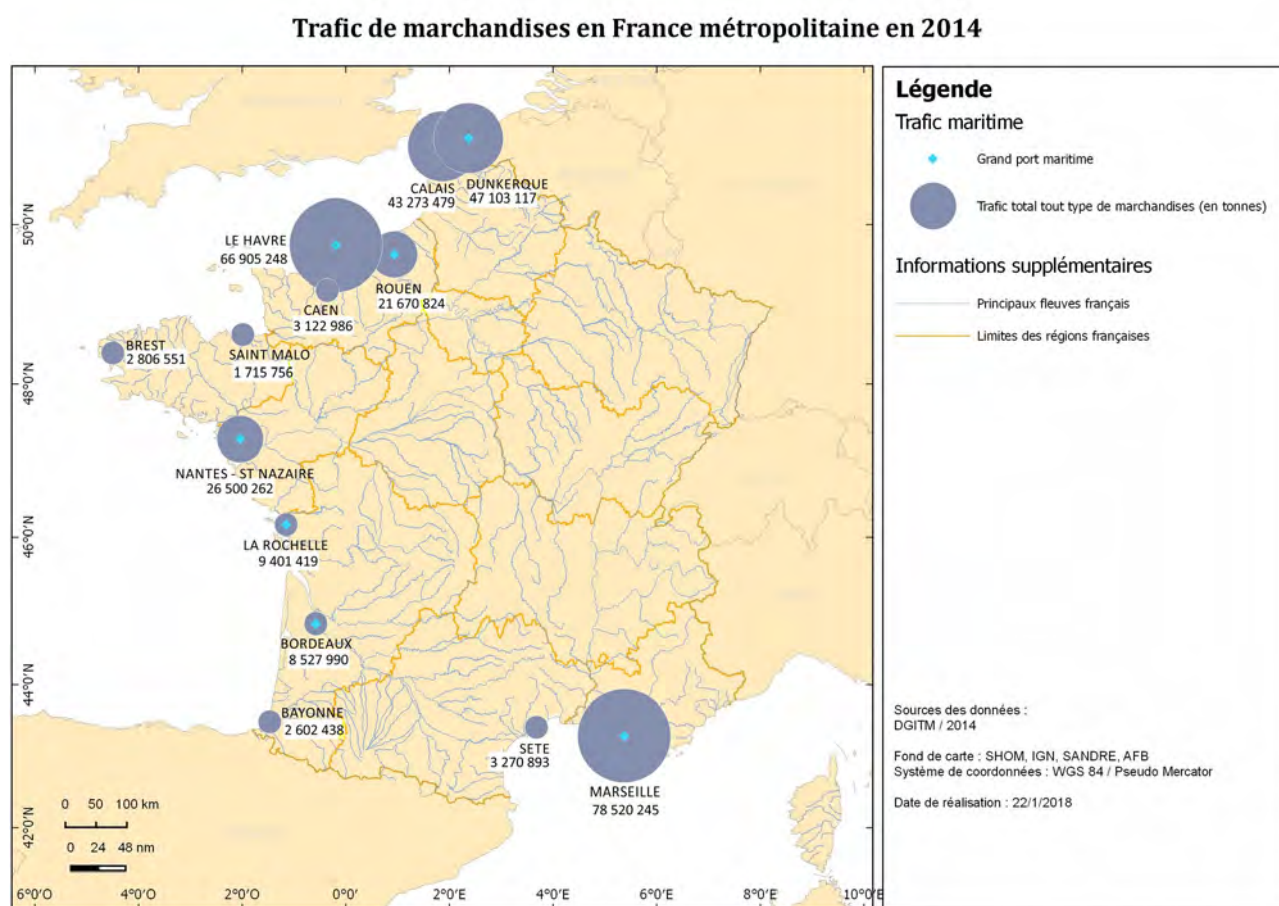 Trafic de marchandises en France métropolitaine en 2014
Légende
Trafic maritime
Grand port maritime
Trafic total tout type de marchandises (en tonnes)
Informations supplémentaires
Principaux fleuves français
Limites des régions françaises
Sources des données :
DGITM / 2014
Fond de carte : SHOM, IGN, SANDRE, AFB
Système de coordonnées : WGS 84 / Pseudo Mercator
Date de réalisation : 22/1/2018
CALAIS
43 273 479
DUNKERQUE
47 103 117
LE HAVRE
66 905 248
ROUEN
21 670 824
CAEN
3 122 986
BREST
2 806 551
SAINT MALO
1 715 756
NANTES - ST NAZAIRE
26 500 262
LA ROCHELLE
9 401 419
BORDEAUX
8 527 990
BAYONNE
2 602 438
SETE
3 270 893
MARSEILLE
78 520 245
50°0'N
48°0'N
46°0'N
44°0'N
42°0'N
0 50 100 km
0 24 48 nm
6°0'O 4°0'O 2°0'O 0°0' 2°0'E 4°0'E 6°0'E 8°0'E 10°0'E